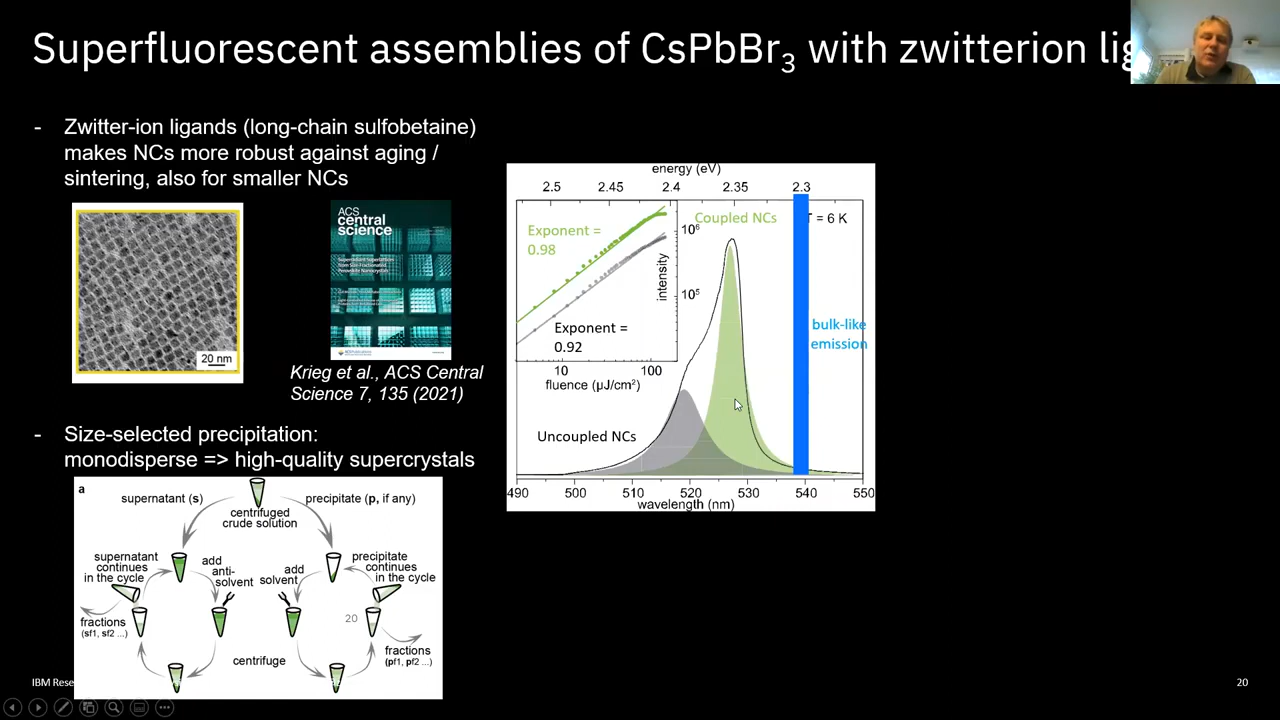 Superfluorescent assemblies of CsPbBr3 with zwitterion lig
- Zwitter-ion ligands (long-chain sulfobetaine)
makes NCs more robust against aging /
sintering, also for smaller NCs
20 nm
ACS
central
science
Krieg et al., ACS Central
Science 7, 135 (2021)
- Size-selected precipitation:
monodisperse => high-quality supercrystals
a
supernatant (s)
precipitate (p, if any)
centrifuged
crude solution
supernatant
continues
in the cycle
add
anti-
solvent
add
solvent
precipitate
continues
in the cycle
fractions
(sf1, sf2 ...)
20
centrifuge
fractions
(pf1, pf2 ...)
energy (eV)
2.5 2.45 2.4 2.35 2.3
Exponent =
0.98
Coupled NCs
T = 6 K
10^6
intensity
10^5
Exponent =
0.92
bulk-like
emission
10 100
fluence (µJ/cm²)
Uncoupled NCs
490 500 510 520 530 540 550
wavelength (nm)
IBM Rese
20